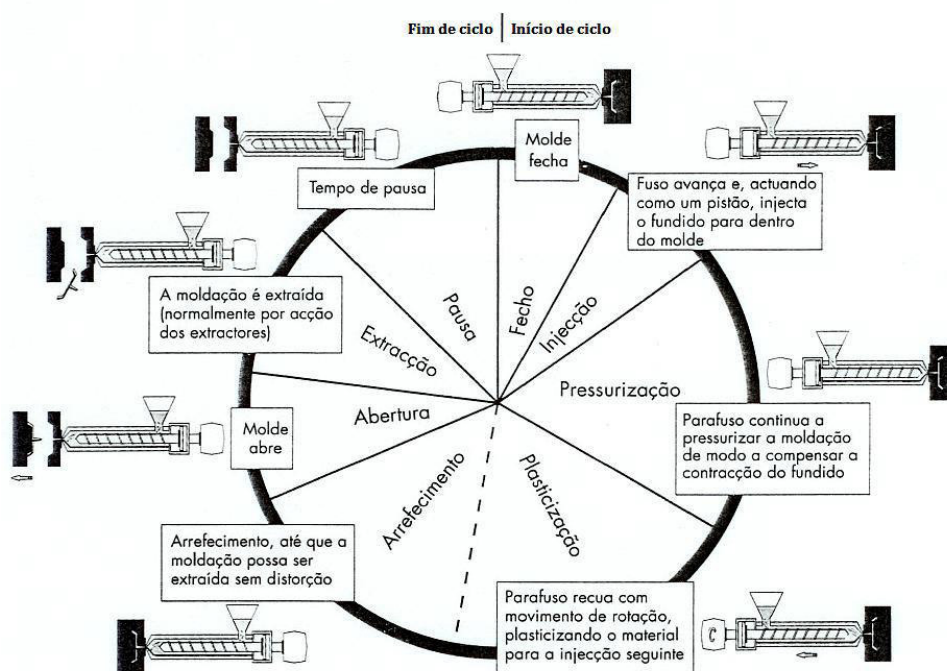 Fim de ciclo | Início de ciclo
Molde
fecha
Fuso avança e, actuando
como um pistão, injecta
o fundido para dentro
do molde
Tempo de pausa
A moldação é extraída
(normalmente por acção
dos extractores)
Pausa
Fecho
Injecção
Extracção
Pressurização
Abertura
Molde
abre
Parafuso continua a
pressurizar a moldação
de modo a compensar a
contracção do fundido
Arrefecimento
Plasticização
Arrefecimento, até que a
moldação possa ser
extraída sem distorção
Parafuso recua com
movimento de rotação,
plasticizando o material
para a injecção seguinte